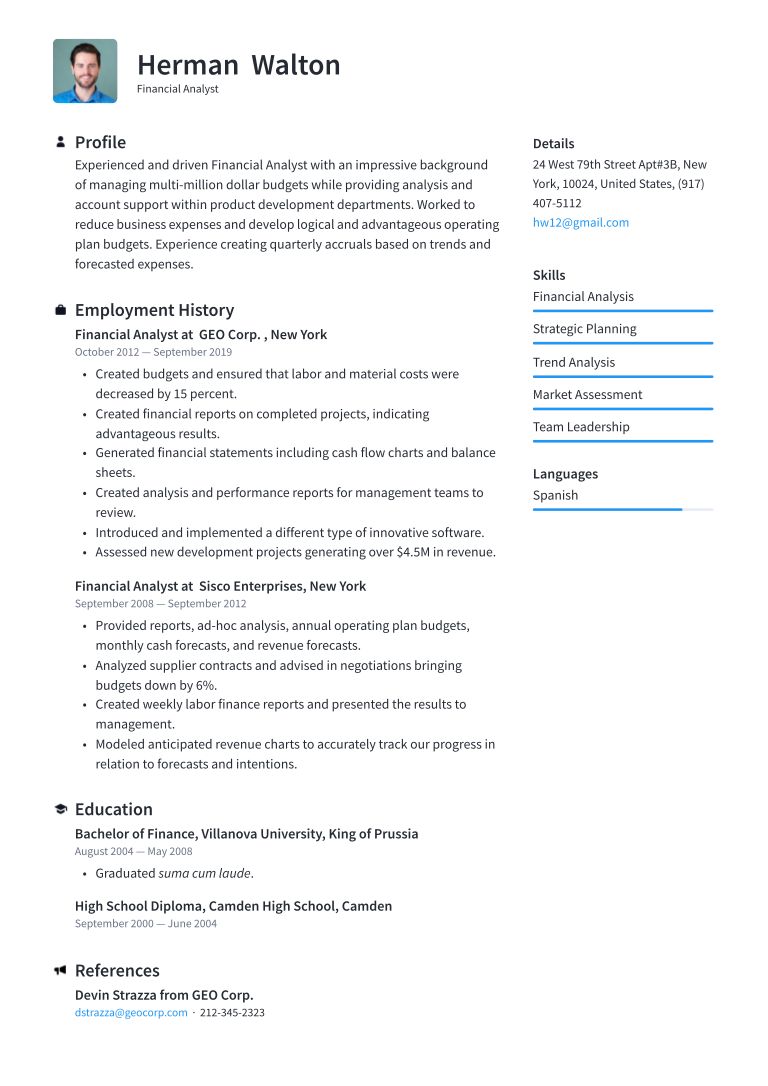 Herman Walton
Financial Analyst
Profile
Experienced and driven Financial Analyst with an impressive background
of managing multi-million dollar budgets while providing analysis and
account support within product development departments. Worked to
reduce business expenses and develop logical and advantageous operating
plan budgets. Experience creating quarterly accruals based on trends and
forecasted expenses.
Employment History
Financial Analyst at GEO Corp. , New York
October 2012 — September 2019
• Created budgets and ensured that labor and material costs were
decreased by 15 percent.
• Created financial reports on completed projects, indicating
advantageous results.
• Generated financial statements including cash flow charts and balance
sheets.
• Created analysis and performance reports for management teams to
review.
• Introduced and implemented a different type of innovative software.
• Assessed new development projects generating over $4.5M in revenue.
Financial Analyst at Sisco Enterprises, New York
September 2008 — September 2012
• Provided reports, ad-hoc analysis, annual operating plan budgets,
monthly cash forecasts, and revenue forecasts.
• Analyzed supplier contracts and advised in negotiations bringing
budgets down by 6%.
• Created weekly labor finance reports and presented the results to
management.
• Modeled anticipated revenue charts to accurately track our progress in
relation to forecasts and intentions.
Education
Bachelor of Finance, Villanova University, King of Prussia
August 2004 — May 2008
• Graduated suma cum laude.
High School Diploma, Camden High School, Camden
September 2000 — June 2004
References
Devin Strazza from GEO Corp.
dstrazza@geocorp.com · 212-345-2323
Details
24 West 79th Street Apt#3B, New
York, 10024, United States, (917)
407-5112
hw12@gmail.com
Skills
Financial Analysis
Strategic Planning
Trend Analysis
Market Assessment
Team Leadership
Languages
Spanish